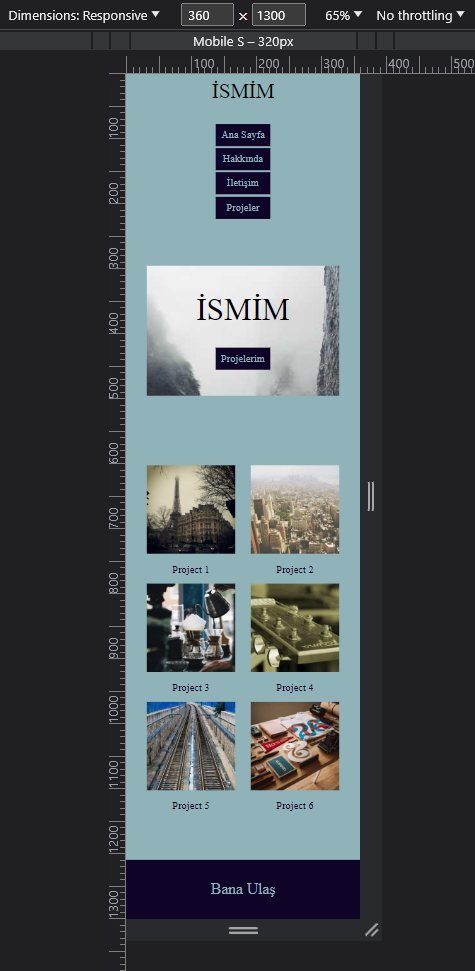 Dimensions: Responsive 360 × 1300 65% No throttling
Mobile S – 320px
100 200 300 400 500
100
200
300
400
500
600
700
800
900
1000
1100
1200
1300
İSMİM
Ana Sayfa
Hakkında
İletişim
Projeler
İSMİM
Projelerim
Project 1 Project 2
Project 3 Project 4
Project 5 Project 6
Bana Ulaş